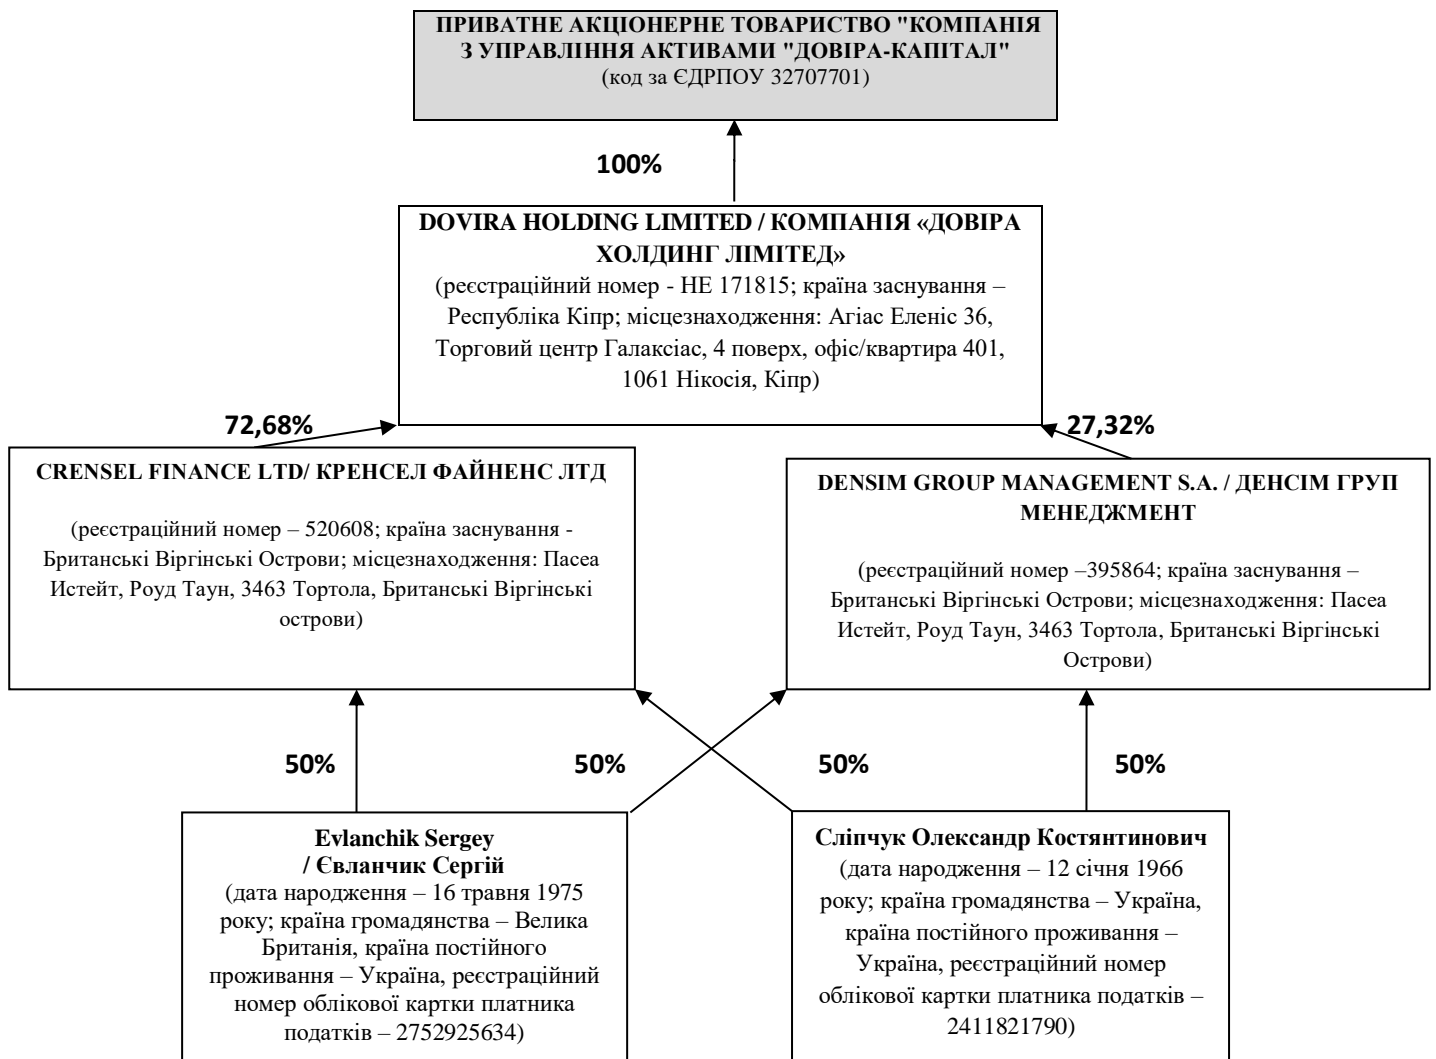 ПРИВАТНЕ АКЦІОНЕРНЕ ТОВАРИСТВО "КОМПАНІЯ
З УПРАВЛІННЯ АКТИВАМИ "ДОВІРА-КАПІТАЛ"
(код за ЄДРПОУ 32707701)
100%
DOVIRA HOLDING LIMITED / КОМПАНІЯ «ДОВІРА
ХОЛДИНГ ЛІМІТЕД»
(реєстраційний номер - НЕ 171815; країна заснування –
Республіка Кіпр; місцезнаходження: Агіас Еленіс 36,
Торговий центр Галаксіас, 4 поверх, офіс/квартира 401,
1061 Нікосія, Кіпр)
72,68%
27,32%
CRENSEL FINANCE LTD/ КРЕНСЕЛ ФАЙНЕНС ЛТД
(реєстраційний номер – 520608; країна заснування -
Британські Віргінські Острови; місцезнаходження: Пасеа
Истейт, Роуд Таун, 3463 Тортола, Британські Віргінські
острови)
DENSIM GROUP MANAGEMENT S.A. / ДЕНСІМ ГРУП
МЕНЕДЖМЕНТ
(реєстраційний номер –395864; країна заснування –
Британські Віргінські Острови; місцезнаходження: Пасеа
Истейт, Роуд Таун, 3463 Тортола, Британські Віргінські
Острови)
50%
50%
50%
50%
Evlanchik Sergey
/ Євланчик Сергій
(дата народження – 16 травня 1975
року; країна громадянства – Велика
Британія, країна постійного
проживання – Україна, реєстраційний
номер облікової картки платника
податків – 2752925634)
Сліпчук Олександр Костянтинович
(дата народження – 12 січня 1966
року; країна громадянства – Україна,
країна постійного проживання –
Україна, реєстраційний номер
облікової картки платника податків –
2411821790)